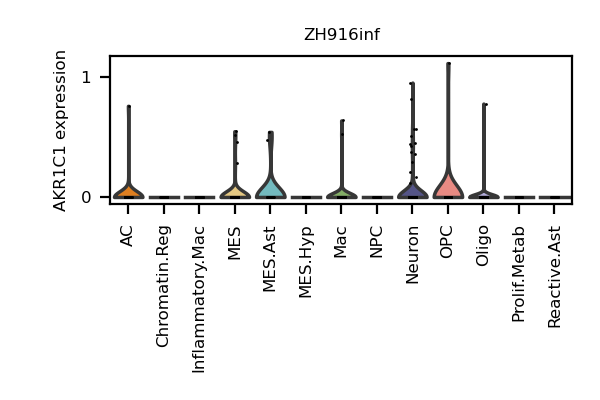 ZH916inf
AKR1C1 expression
1
0
AC
Chromatin.Reg
Inflammatory.Mac
MES
MES.Ast
MES.Hyp
Mac
NPC
Neuron
OPC
Oligo
Prolif.Metab
Reactive.Ast